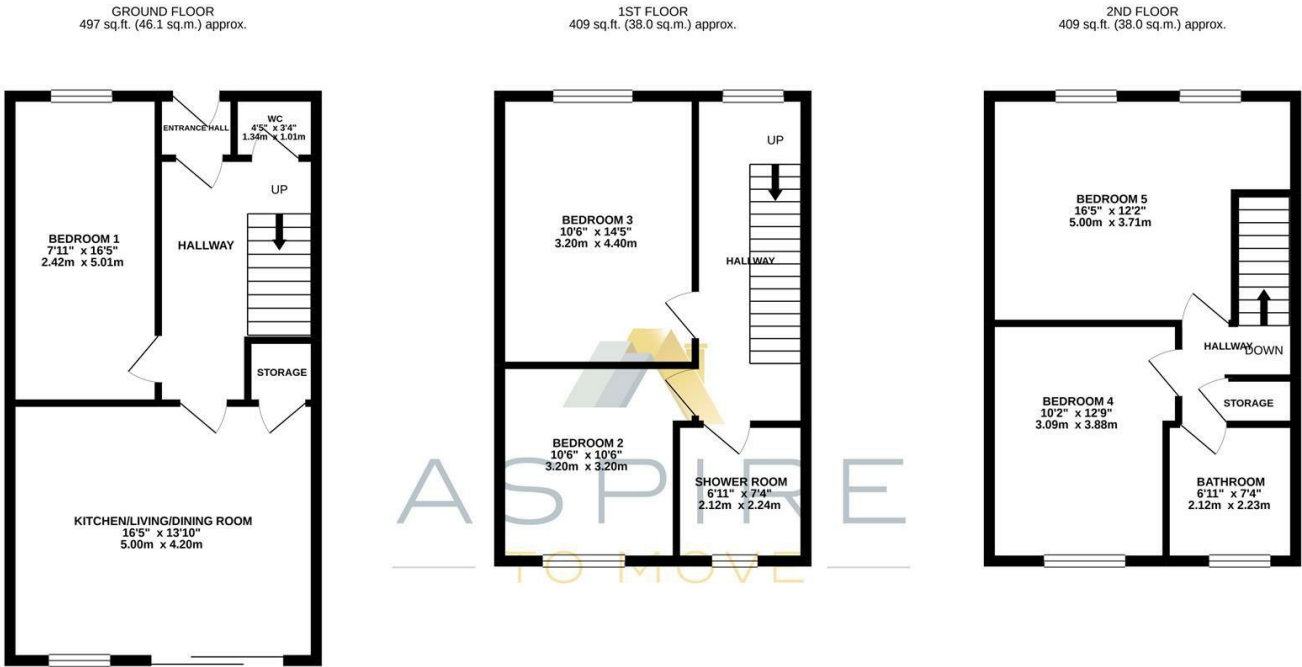 GROUND FLOOR
497 sq.ft. (46.1 sq.m.) approx.
BEDROOM 1
7'11" x 16'5"
2.42m x 5.01m
ENTRANCE HALL
WC
4'5" x 3'4"
1.34m x 1.01m
UP
HALLWAY
STORAGE
KITCHEN/LIVING/DINING ROOM
16'5" x 13'10"
5.00m x 4.20m
1ST FLOOR
409 sq.ft. (38.0 sq.m.) approx.
UP
BEDROOM 3
10'6" x 14'5"
3.20m x 4.40m
HALLWAY
BEDROOM 2
10'6" x 10'6"
3.20m x 3.20m
SHOWER ROOM
6'11" x 7'4"
2.12m x 2.24m
ASPIRE
TO MOVE
2ND FLOOR
409 sq.ft. (38.0 sq.m.) approx.
BEDROOM 5
16'5" x 12'2"
5.00m x 3.71m
HALLWAY
DOWN
BEDROOM 4
10'2" x 12'9"
3.09m x 3.88m
STORAGE
BATHROOM
6'11" x 7'4"
2.12m x 2.23m